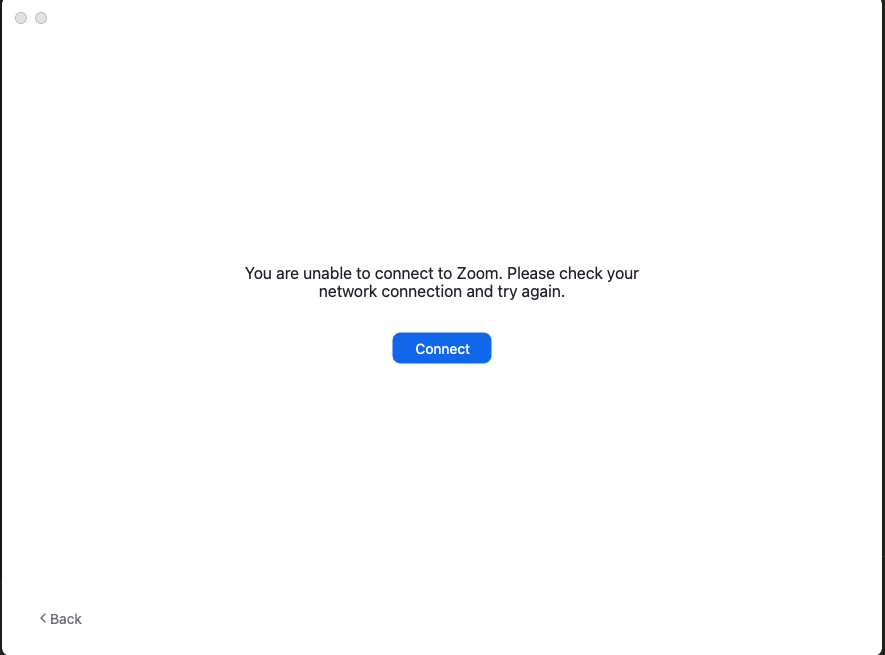 You are unable to connect to Zoom. Please check your
network connection and try again.
Connect
Back